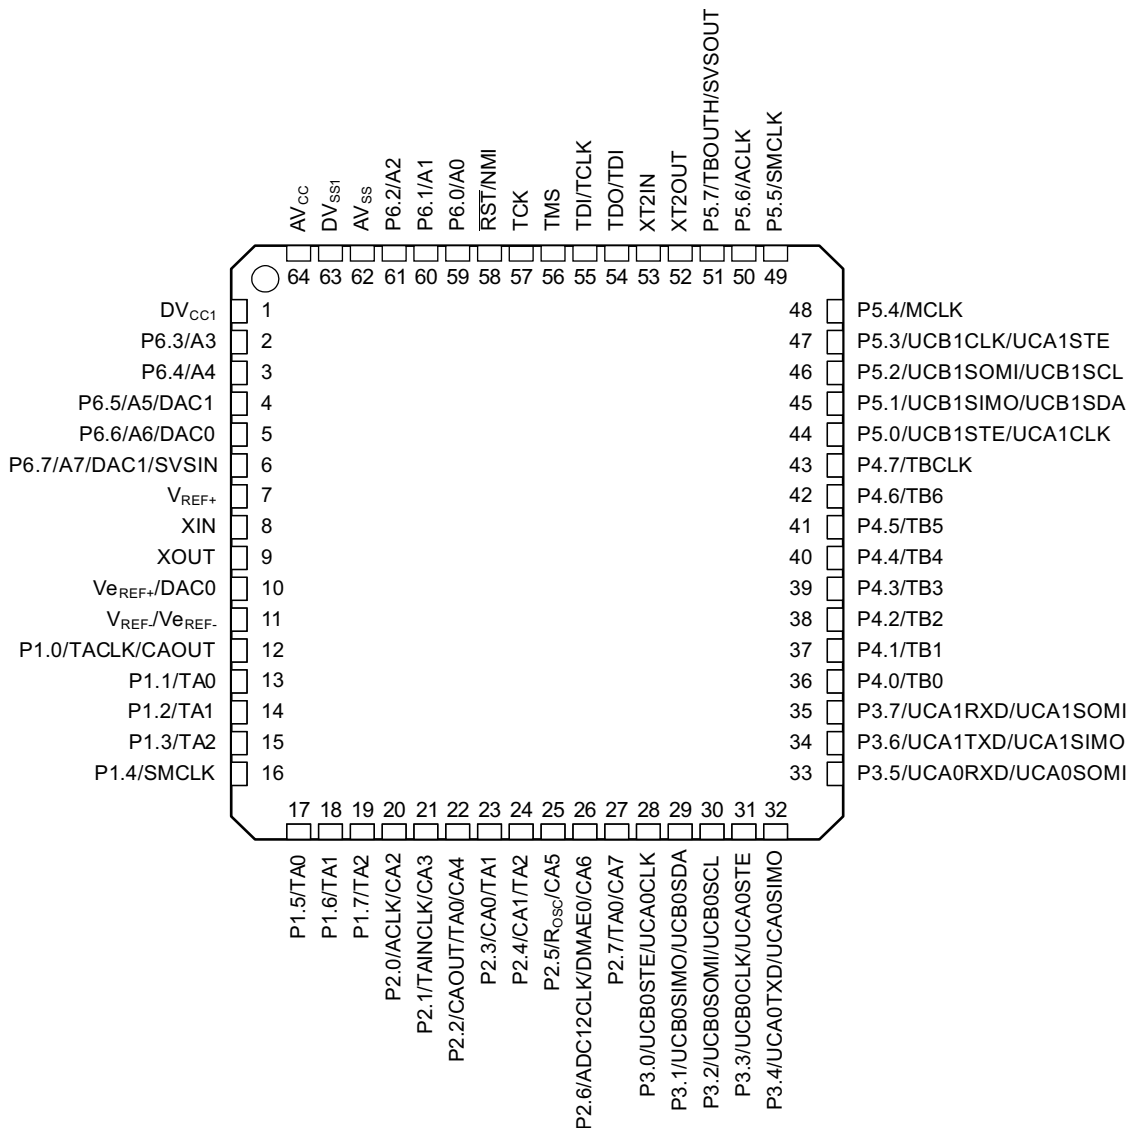 AVCC
DVSS1
AVSS
P6.2/A2
P6.1/A1
P6.0/A0
RST/NMI
TCK
TMS
TDI/TCLK
TDO/TDI
XT2IN
XT2OUT
P5.7/TBOUTH/SVSOUT
P5.6/ACLK
P5.5/SMCLK
64 63 62 61 60 59 58 57 56 55 54 53 52 51 50 49
DVCC1 1
P6.3/A3 2
P6.4/A4 3
P6.5/A5/DAC1 4
P6.6/A6/DAC0 5
P6.7/A7/DAC1/SVSIN 6
VREF+ 7
XIN 8
XOUT 9
VeREF+/DAC0 10
VREF-/VeREF- 11
P1.0/TACLK/CAOUT 12
P1.1/TA0 13
P1.2/TA1 14
P1.3/TA2 15
P1.4/SMCLK 16
48 P5.4/MCLK
47 P5.3/UCB1CLK/UCA1STE
46 P5.2/UCB1SOMI/UCB1SCL
45 P5.1/UCB1SIMO/UCB1SDA
44 P5.0/UCB1STE/UCA1CLK
43 P4.7/TBCLK
42 P4.6/TB6
41 P4.5/TB5
40 P4.4/TB4
39 P4.3/TB3
38 P4.2/TB2
37 P4.1/TB1
36 P4.0/TB0
35 P3.7/UCA1RXD/UCA1SOMI
34 P3.6/UCA1TXD/UCA1SIMO
33 P3.5/UCA0RXD/UCA0SOMI
17 18 19 20 21 22 23 24 25 26 27 28 29 30 31 32
P1.5/TA0
P1.6/TA1
P1.7/TA2
P2.0/ACLK/CA2
P2.1/TAINCLK/CA3
P2.2/CAOUT/TA0/CA4
P2.3/CA0/TA1
P2.4/CA1/TA2
P2.5/ROSC/CA5
P2.6/ADC12CLK/DMAE0/CA6
P2.7/TA0/CA7
P3.0/UCB0STE/UCA0CLK
P3.1/UCB0SIMO/UCB0SDA
P3.2/UCB0SOMI/UCB0SCL
P3.3/UCB0CLK/UCA0STE
P3.4/UCA0TXD/UCA0SIMO